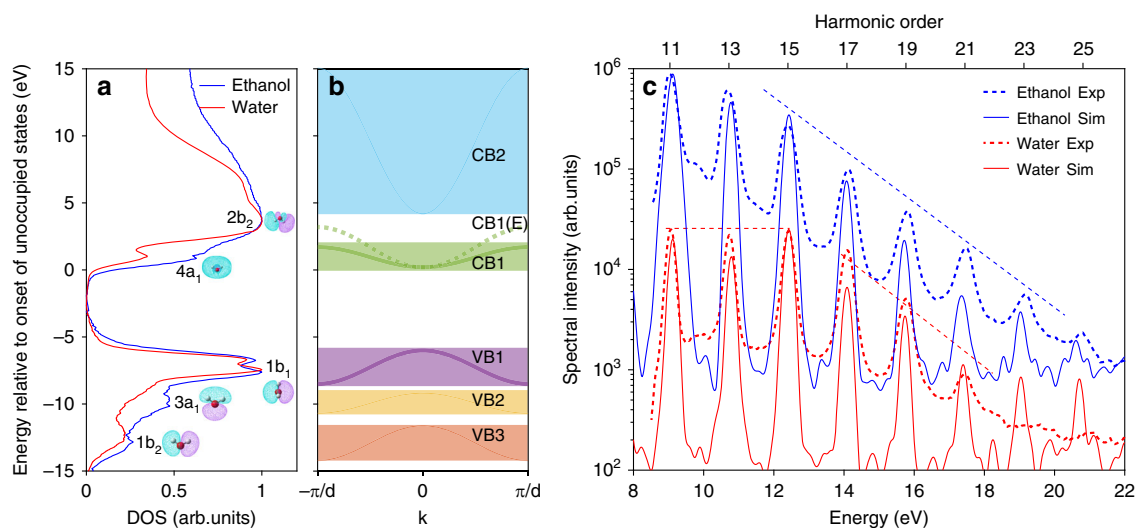 Energy relative to onset of unoccupied states (eV)
15
10
5
0
−5
−10
−15
a
Ethanol
Water
2b2
4a1
1b1
3a1
1b2
0
0.5
1
DOS (arb.units)
b
CB2
CB1(E)
CB1
VB1
VB2
VB3
−π/d
0
π/d
k
Harmonic order
11 13 15 17 19 21 23 25
c
Ethanol Exp
Ethanol Sim
Water Exp
Water Sim
Spectral intensity (arb.units)
10^6
10^5
10^4
10^3
10^2
8 10 12 14 16 18 20 22
Energy (eV)